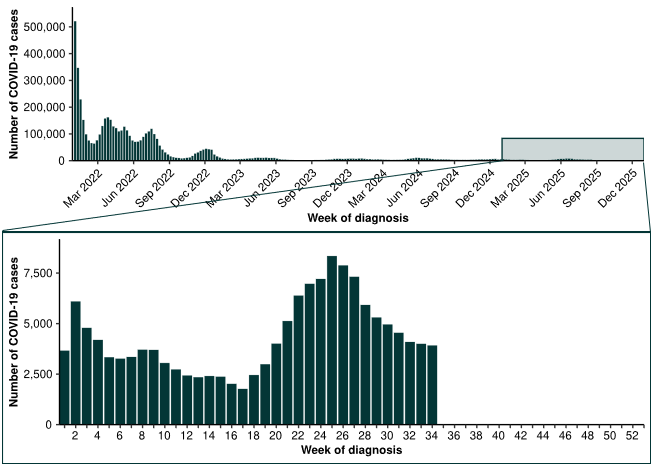 Number of COVID-19 cases
500,000
400,000
300,000
200,000
100,000
0
Mar 2022 Jun 2022 Sep 2022 Dec 2022 Mar 2023 Jun 2023 Sep 2023 Dec 2023 Mar 2024 Jun 2024 Sep 2024 Dec 2024 Mar 2025 Jun 2025 Sep 2025 Dec 2025
Week of diagnosis
Number of COVID-19 cases
7,500
5,000
2,500
0
2 4 6 8 10 12 14 16 18 20 22 24 26 28 30 32 34 36 38 40 42 44 46 48 50 52
Week of diagnosis